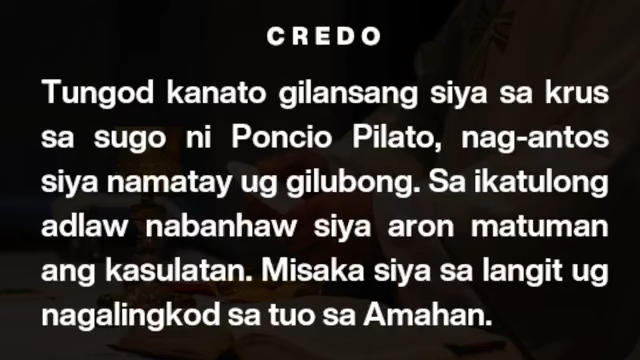 CREDO
Tungod kanato gilansang siya sa krus
sa sugo ni Poncio Pilato, nag-antos
siya namatay ug gilubong. Sa ikatulong
adlaw nabanhaw siya aron matuman
ang kasulatan. Misaka siya sa langit ug
nagalingkod sa tuo sa Amahan.